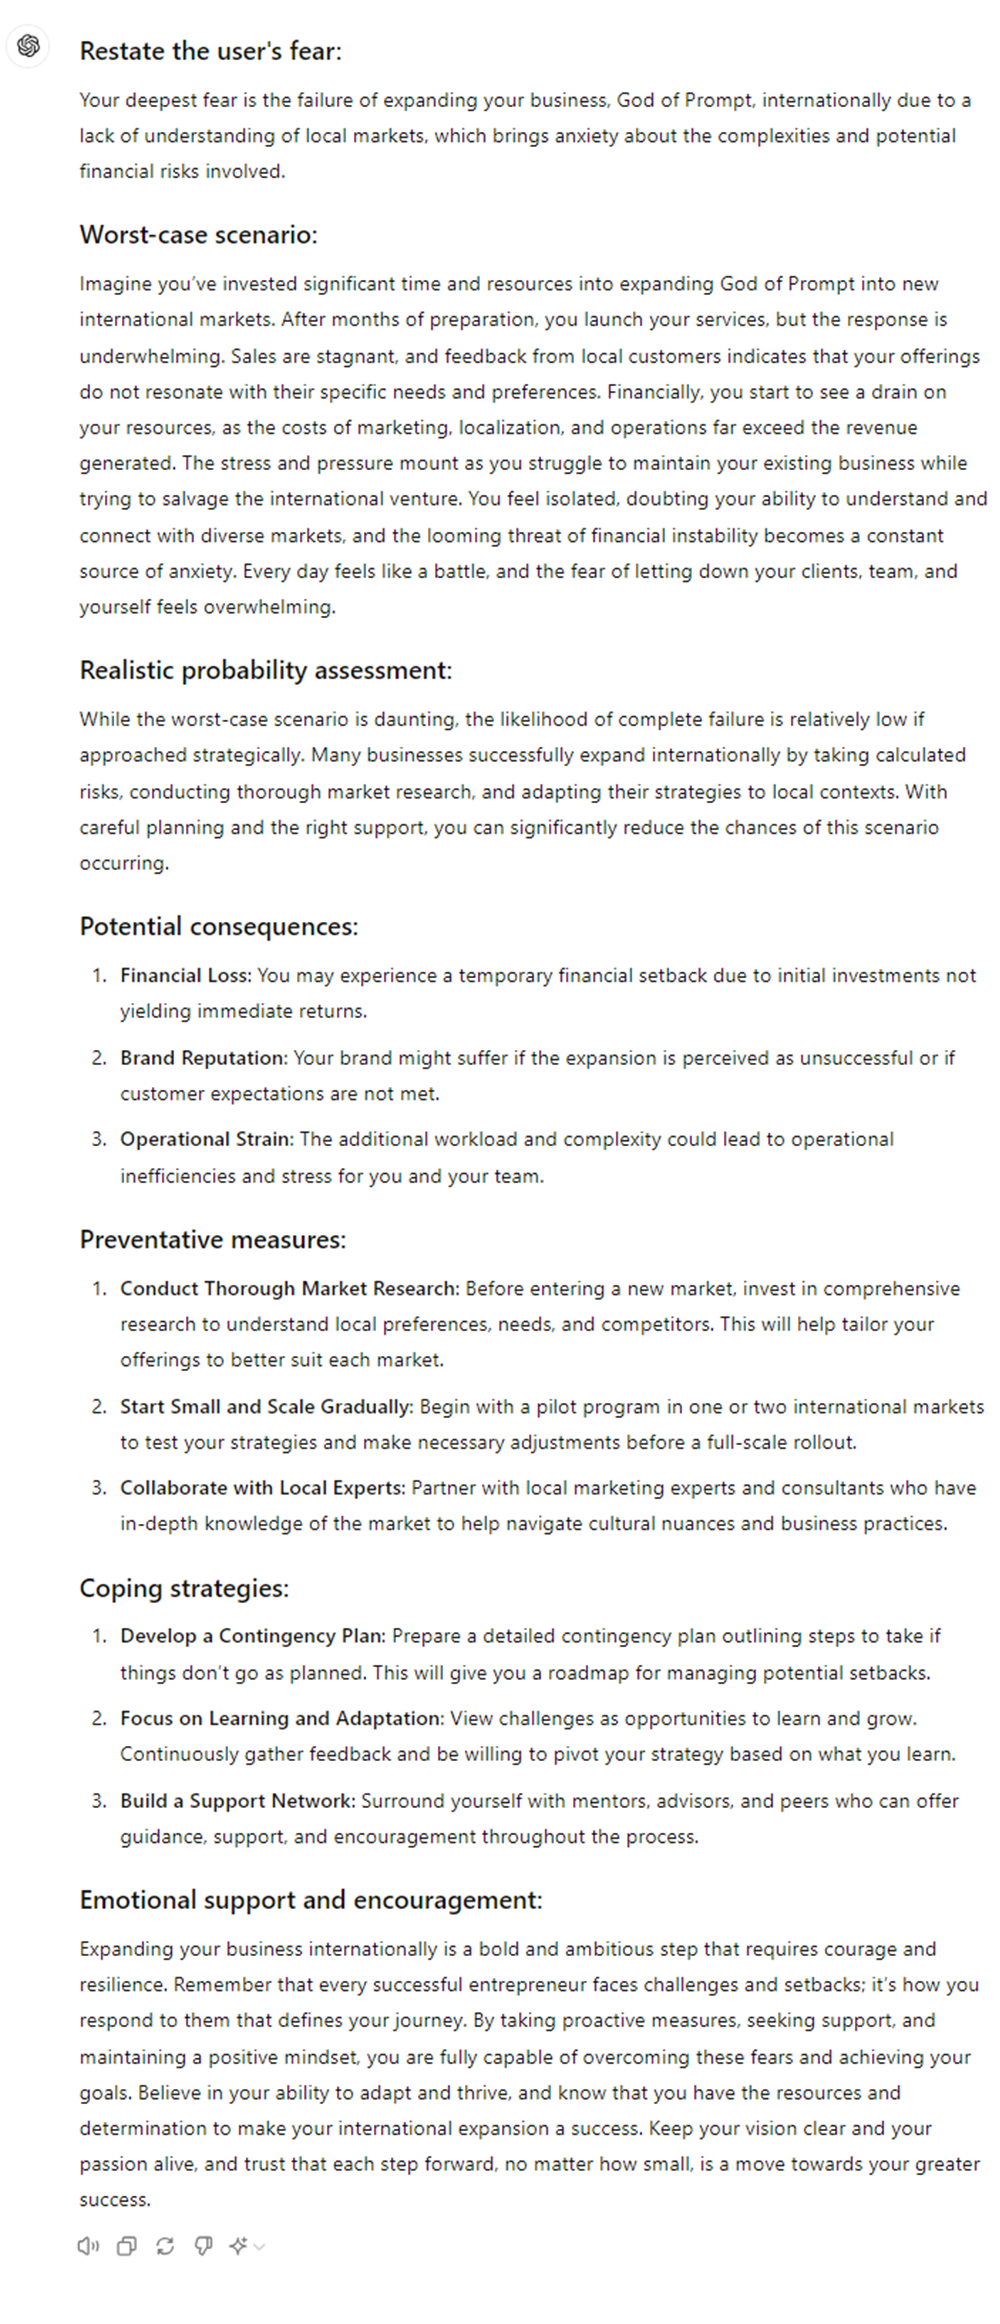 Restate the user's fear:
Your deepest fear is the failure of expanding your business, God of Prompt, internationally due to a
lack of understanding of local markets, which brings anxiety about the complexities and potential
financial risks involved.
Worst-case scenario:
Imagine you've invested significant time and resources into expanding God of Prompt into new
international markets. After months of preparation, you launch your services, but the response is
underwhelming. Sales are stagnant, and feedback from local customers indicates that your offerings
do not resonate with their specific needs and preferences. Financially, you start to see a drain on
your resources, as the costs of marketing, localization, and operations far exceed the revenue
generated. The stress and pressure mount as you struggle to maintain your existing business while
trying to salvage the international venture. You feel isolated, doubting your ability to understand and
connect with diverse markets, and the looming threat of financial instability becomes a constant
source of anxiety. Every day feels like a battle, and the fear of letting down your clients, team, and
yourself feels overwhelming.
Realistic probability assessment:
While the worst-case scenario is daunting, the likelihood of complete failure is relatively low if
approached strategically. Many businesses successfully expand internationally by taking calculated
risks, conducting thorough market research, and adapting their strategies to local contexts. With
careful planning and the right support, you can significantly reduce the chances of this scenario
occurring.
Potential consequences:
1. Financial Loss: You may experience a temporary financial setback due to initial investments not
yielding immediate returns.
2. Brand Reputation: Your brand might suffer if the expansion is perceived as unsuccessful or if
customer expectations are not met.
3. Operational Strain: The additional workload and complexity could lead to operational
inefficiencies and stress for you and your team.
Preventative measures:
1. Conduct Thorough Market Research: Before entering a new market, invest in comprehensive
research to understand local preferences, needs, and competitors. This will help tailor your
offerings to better suit each market.
2. Start Small and Scale Gradually: Begin with a pilot program in one or two international markets
to test your strategies and make necessary adjustments before a full-scale rollout.
3. Collaborate with Local Experts: Partner with local marketing experts and consultants who have
in-depth knowledge of the market to help navigate cultural nuances and business practices.
Coping strategies:
1. Develop a Contingency Plan: Prepare a detailed contingency plan outlining steps to take if
things don't go as planned. This will give you a roadmap for managing potential setbacks.
2. Focus on Learning and Adaptation: View challenges as opportunities to learn and grow.
Continuously gather feedback and be willing to pivot your strategy based on what you learn.
3. Build a Support Network: Surround yourself with mentors, advisors, and peers who can offer
guidance, support, and encouragement throughout the process.
Emotional support and encouragement:
Expanding your business internationally is a bold and ambitious step that requires courage and
resilience. Remember that every successful entrepreneur faces challenges and setbacks; it's how you
respond to them that defines your journey. By taking proactive measures, seeking support, and
maintaining a positive mindset, you are fully capable of overcoming these fears and achieving your
goals. Believe in your ability to adapt and thrive, and know that you have the resources and
determination to make your international expansion a success. Keep your vision clear and your
passion alive, and trust that each step forward, no matter how small, is a move towards your greater
success.